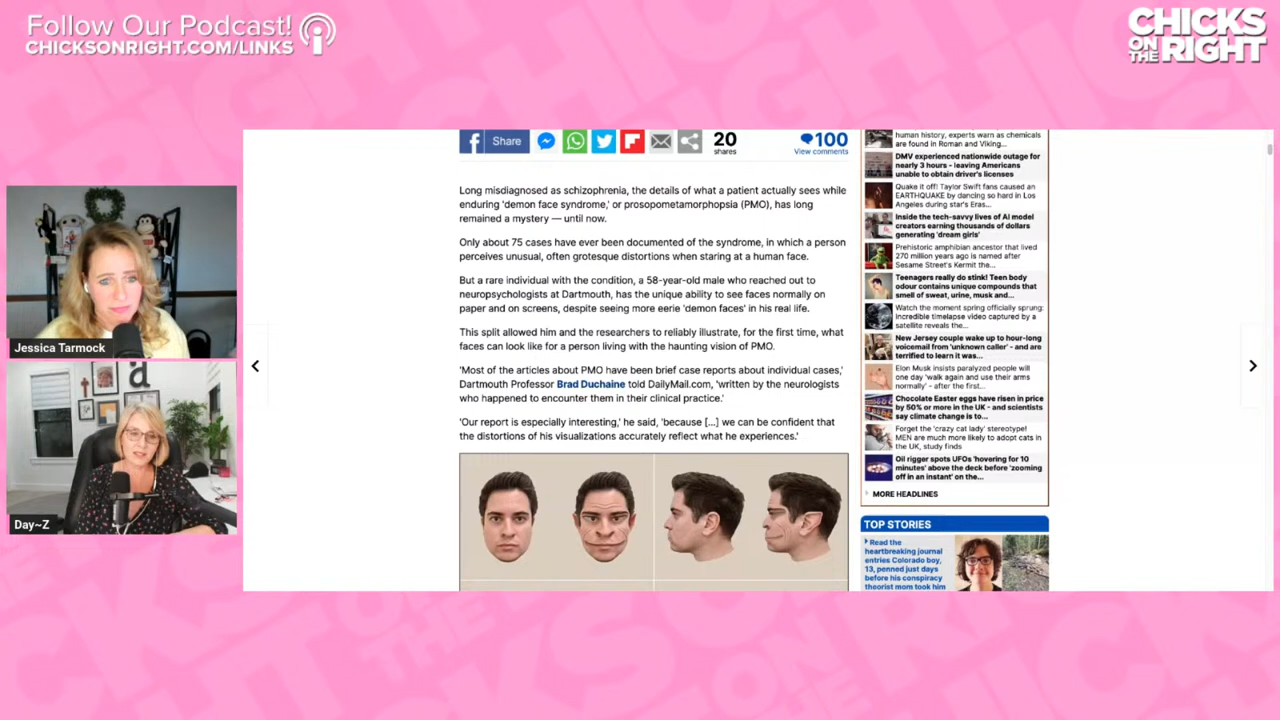 Follow Our Podcast!
CHICKSONRIGHT.COM/LINKS
CHICKS
ON THE RIGHT
Jessica Tarmock
Day~Z
Share
20
shares
100
View comments
Long misdiagnosed as schizophrenia, the details of what a patient actually sees while
enduring 'demon face syndrome,' or prosopometamorphopsia (PMO), has long
remained a mystery — until now.
Only about 75 cases have ever been documented of the syndrome, in which a person
perceives unusual, often grotesque distortions when staring at a human face.
But a rare individual with the condition, a 58-year-old male who reached out to
neuropsychologists at Dartmouth, has the unique ability to see faces normally on
paper and on screens, despite seeing more eerie 'demon faces' in his real life.
This split allowed him and the researchers to reliably illustrate, for the first time, what
faces can look like for a person living with the haunting vision of PMO.
'Most of the articles about PMO have been brief case reports about individual cases,'
Dartmouth Professor Brad Duchaine told DailyMail.com, 'written by the neurologists
who happened to encounter them in their clinical practice.'
'Our report is especially interesting,' he said, 'because [...] we can be confident that
the distortions of his visualizations accurately reflect what he experiences.'
human history, experts warn as chemicals
are found in Roman and Viking...
DMV experienced nationwide outage for
nearly 3 hours - leaving Americans
unable to obtain driver's licenses
Quake it off! Taylor Swift fans caused an
EARTHQUAKE by dancing so hard in Los
Angeles during star's Eras...
Inside the tech-savvy lives of AI model
creators earning thousands of dollars
generating 'dream girls'
Prehistoric amphibian ancestor that lived
270 million years ago is named after
Sesame Street's Kermit the...
Teenagers really do stink! Teen body
odour contains unique compounds that
smell of sweat, urine, musk and...
Watch the moment spring officially sprung:
Incredible timelapse video captured by a
satellite reveals the...
New Jersey couple wake up to hour-long
voicemail from 'unknown caller' - and are
terrified to learn it was...
Elon Musk insists paralyzed people will
one day 'walk again and use their arms
normally' - after the first...
Chocolate Easter eggs have risen in price
by 50% or more in the UK - and scientists
say climate change is to...
Forget the 'crazy cat lady' stereotype!
MEN are much more likely to adopt cats in
the UK, study finds
Oil rigger spots UFOs 'hovering for 10
minutes' above the deck before 'zooming
off in an instant' on the...
MORE HEADLINES
TOP STORIES
Read the
heartbreaking journal
entries Colorado boy,
13, penned just days
before his conspiracy
theorist mom took him